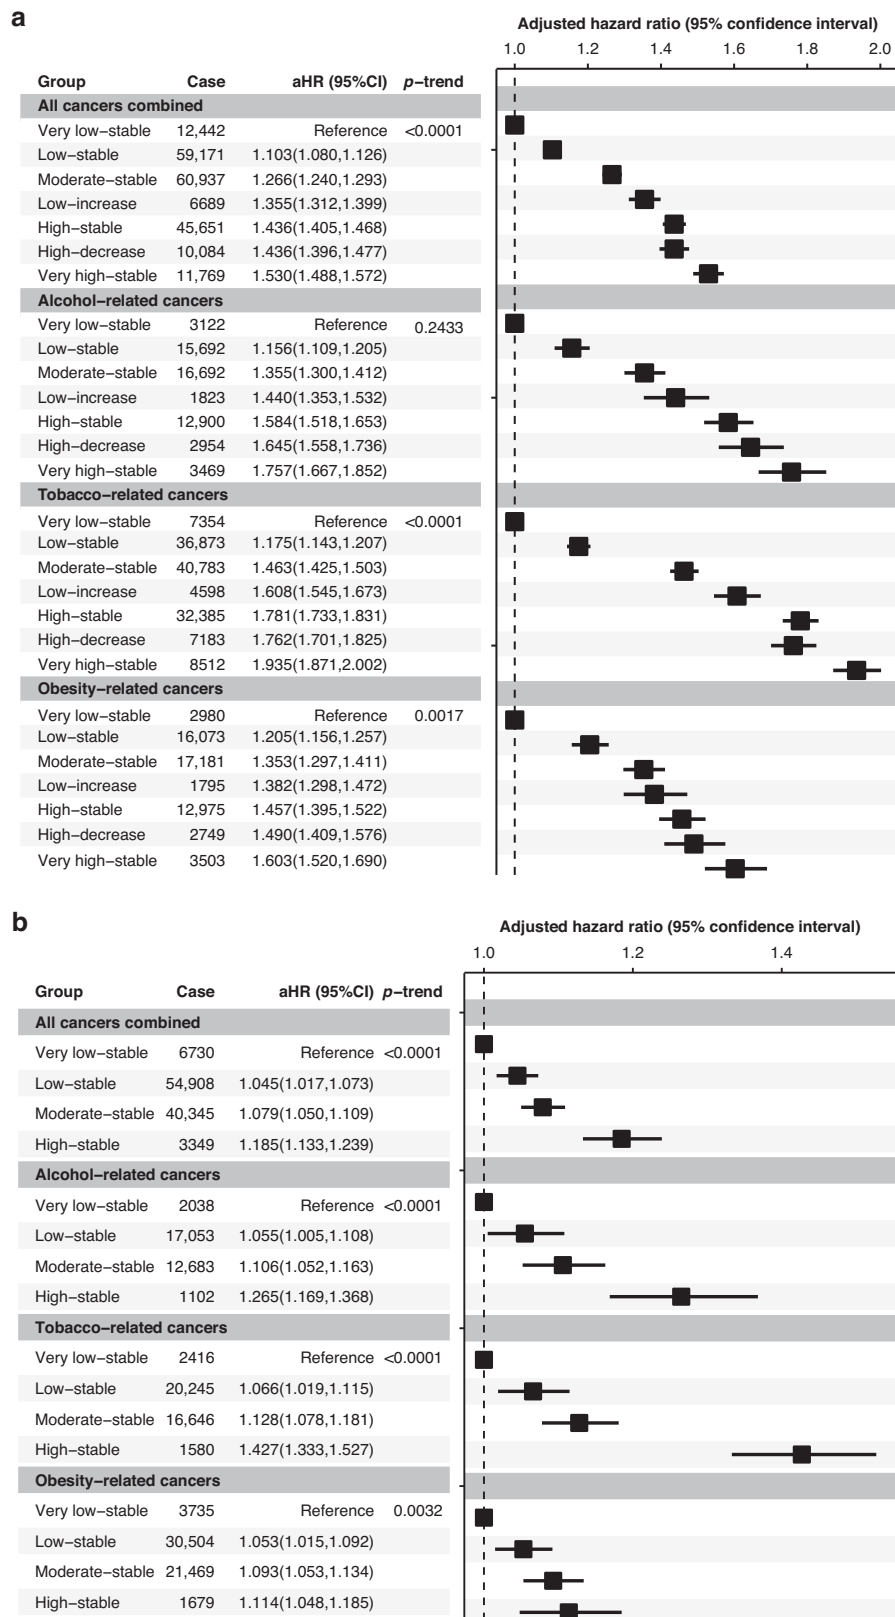 a
Adjusted hazard ratio (95% confidence interval)
1.0 1.2 1.4 1.6 1.8 2.0
Group Case aHR (95%CI) p−trend
All cancers combined
Very low−stable 12,442 Reference <0.0001
Low−stable 59,171 1.103(1.080,1.126)
Moderate−stable 60,937 1.266(1.240,1.293)
Low−increase 6689 1.355(1.312,1.399)
High−stable 45,651 1.436(1.405,1.468)
High−decrease 10,084 1.436(1.396,1.477)
Very high−stable 11,769 1.530(1.488,1.572)
Alcohol−related cancers
Very low−stable 3122 Reference 0.2433
Low−stable 15,692 1.156(1.109,1.205)
Moderate−stable 16,692 1.355(1.300,1.412)
Low−increase 1823 1.440(1.353,1.532)
High−stable 12,900 1.584(1.518,1.653)
High−decrease 2954 1.645(1.558,1.736)
Very high−stable 3469 1.757(1.667,1.852)
Tobacco−related cancers
Very low−stable 7354 Reference <0.0001
Low−stable 36,873 1.175(1.143,1.207)
Moderate−stable 40,783 1.463(1.425,1.503)
Low−increase 4598 1.608(1.545,1.673)
High−stable 32,385 1.781(1.733,1.831)
High−decrease 7183 1.762(1.701,1.825)
Very high−stable 8512 1.935(1.871,2.002)
Obesity−related cancers
Very low−stable 2980 Reference 0.0017
Low−stable 16,073 1.205(1.156,1.257)
Moderate−stable 17,181 1.353(1.297,1.411)
Low−increase 1795 1.382(1.298,1.472)
High−stable 12,975 1.457(1.395,1.522)
High−decrease 2749 1.490(1.409,1.576)
Very high−stable 3503 1.603(1.520,1.690)
b
Adjusted hazard ratio (95% confidence interval)
1.0 1.2 1.4
Group Case aHR (95%CI) p−trend
All cancers combined
Very low−stable 6730 Reference <0.0001
Low−stable 54,908 1.045(1.017,1.073)
Moderate−stable 40,345 1.079(1.050,1.109)
High−stable 3349 1.185(1.133,1.239)
Alcohol−related cancers
Very low−stable 2038 Reference <0.0001
Low−stable 17,053 1.055(1.005,1.108)
Moderate−stable 12,683 1.106(1.052,1.163)
High−stable 1102 1.265(1.169,1.368)
Tobacco−related cancers
Very low−stable 2416 Reference <0.0001
Low−stable 20,245 1.066(1.019,1.115)
Moderate−stable 16,646 1.128(1.078,1.181)
High−stable 1580 1.427(1.333,1.527)
Obesity−related cancers
Very low−stable 3735 Reference 0.0032
Low−stable 30,504 1.053(1.015,1.092)
Moderate−stable 21,469 1.093(1.053,1.134)
High−stable 1679 1.114(1.048,1.185)